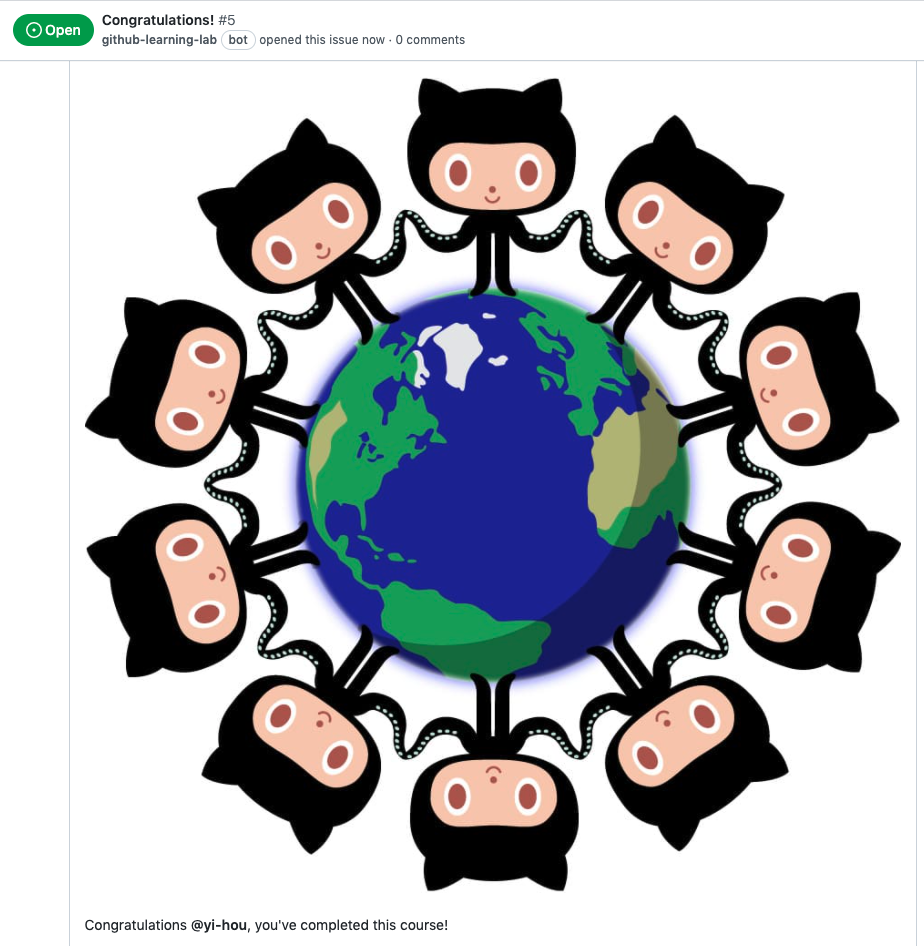 Open
Congratulations! #5
github-learning-lab bot opened this issue now · 0 comments
Congratulations @yi-hou, you've completed this course!